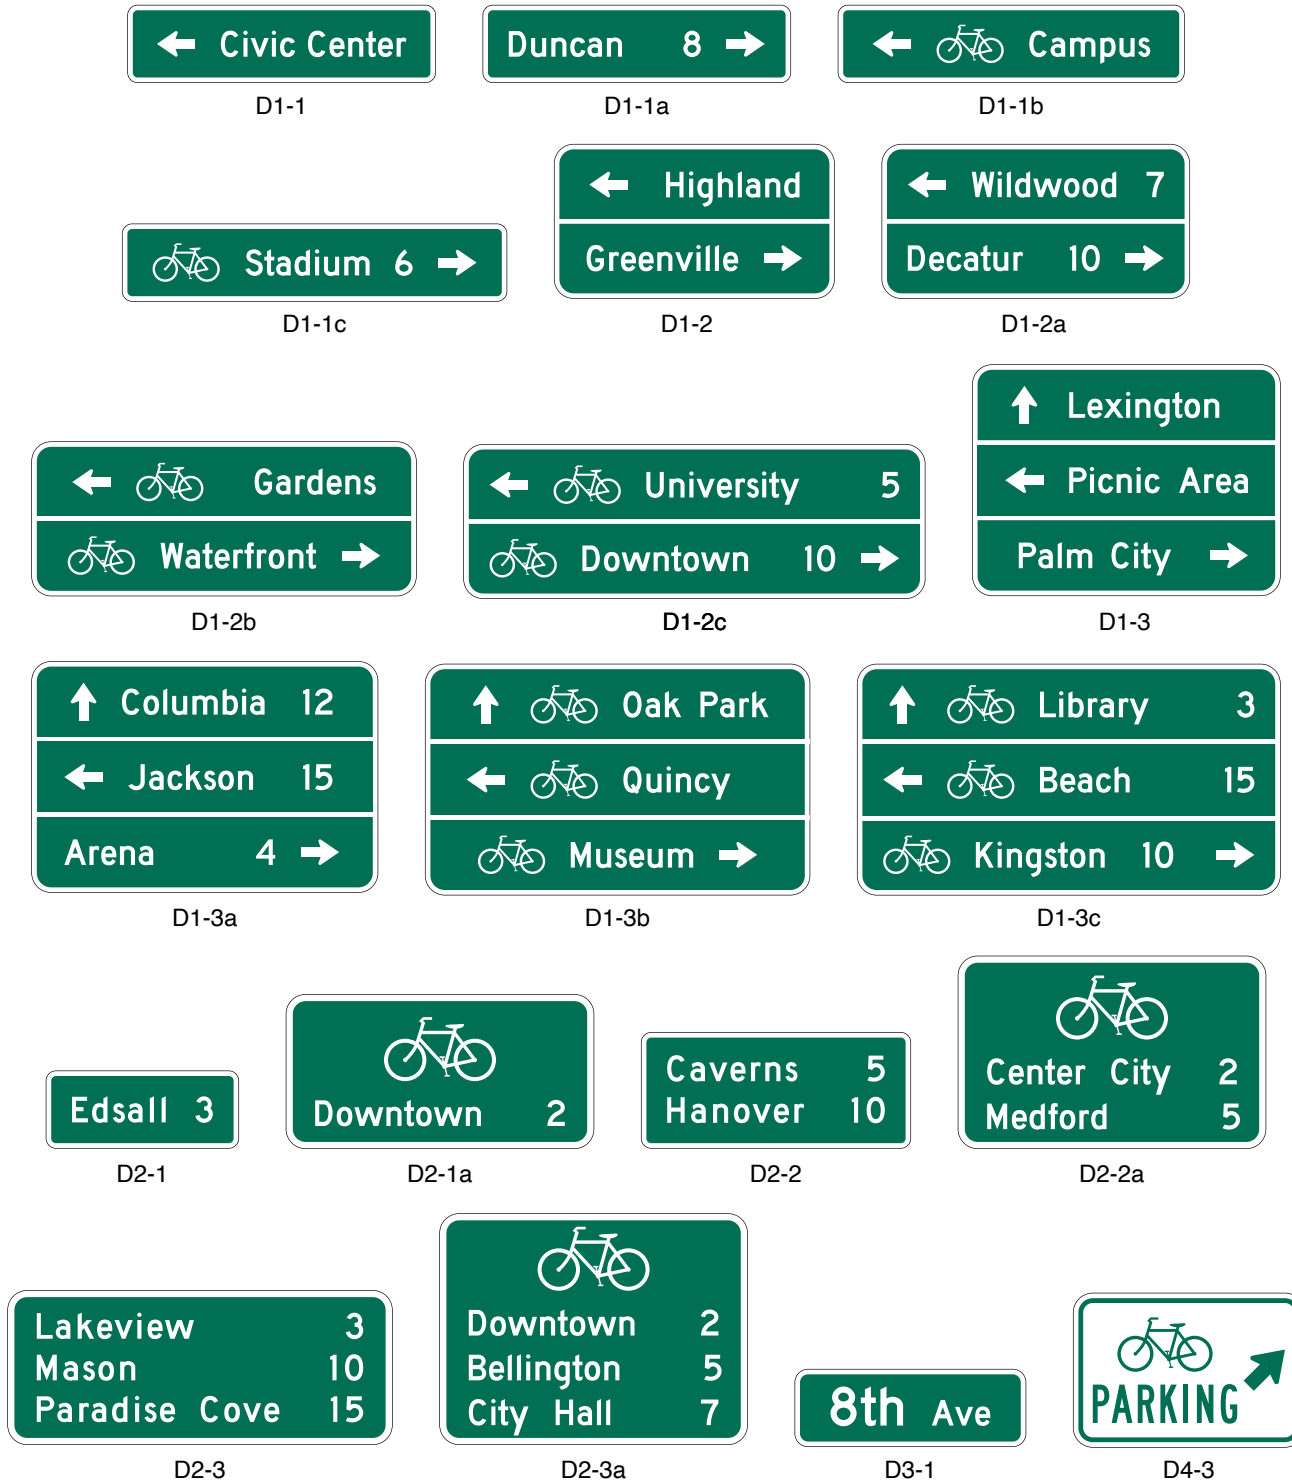 Civic Center
D1-1
Duncan 8
D1-1a
Campus
D1-1b
Stadium 6
D1-1c
Highland
Greenville
D1-2
Wildwood 7
Decatur 10
D1-2a
Gardens
Waterfront
D1-2b
University 5
Downtown 10
D1-2c
Lexington
Picnic Area
Palm City
D1-3
Columbia 12
Jackson 15
Arena 4
D1-3a
Oak Park
Quincy
Museum
D1-3b
Library 3
Beach 15
Kingston 10
D1-3c
Edsall 3
D2-1
Downtown 2
D2-1a
Caverns 5
Hanover 10
D2-2
Center City 2
Medford 5
D2-2a
Lakeview 3
Mason 10
Paradise Cove 15
D2-3
Downtown 2
Bellington 5
City Hall 7
D2-3a
8th Ave
D3-1
PARKING
D4-3